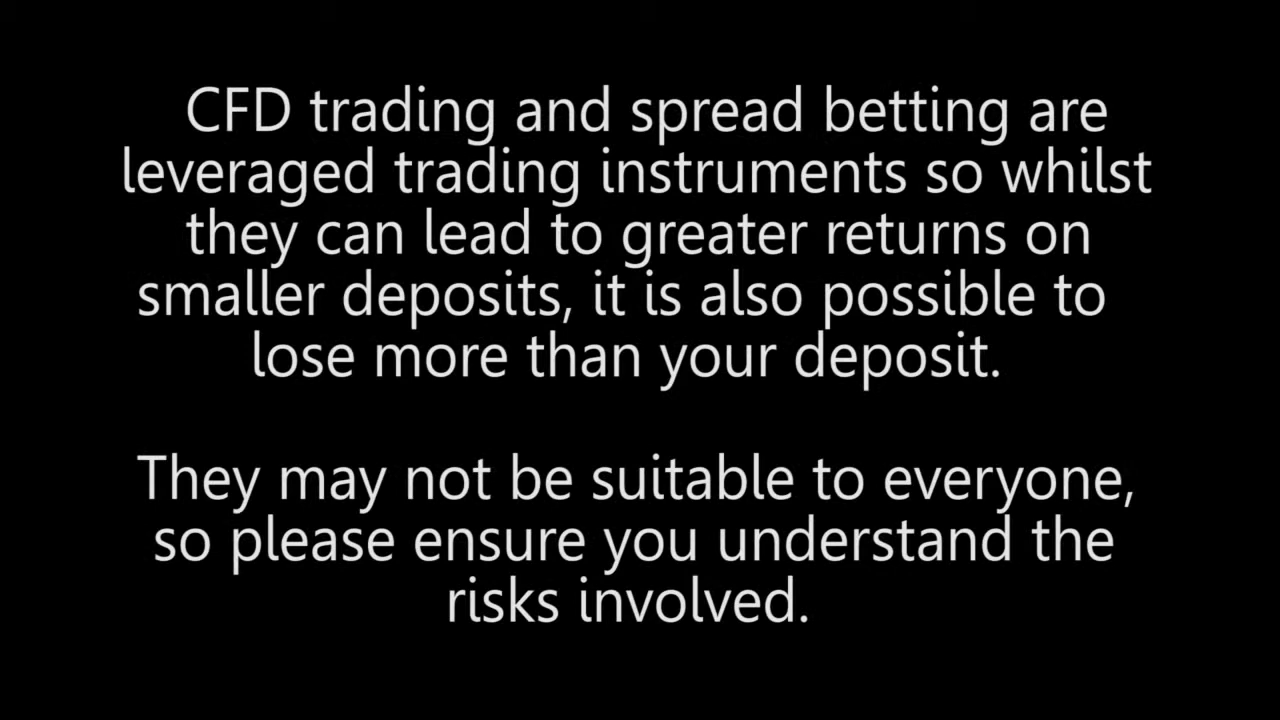 CFD trading and spread betting are
leveraged trading instruments so whilst
they can lead to greater returns on
smaller deposits, it is also possible to
lose more than your deposit.
They may not be suitable to everyone,
so please ensure you understand the
risks involved.